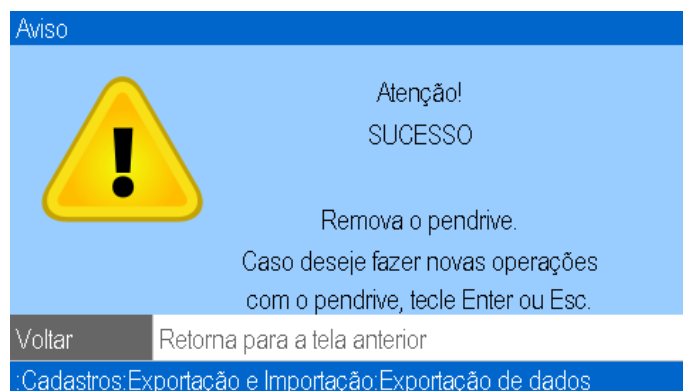 Aviso
Atenção!
SUCESSO
Remova o pendrive.
Caso deseje fazer novas operações
com o pendrive, tecle Enter ou Esc.
Voltar
Retorna para a tela anterior
:Cadastros:Exportação e Importação:Exportação de dados